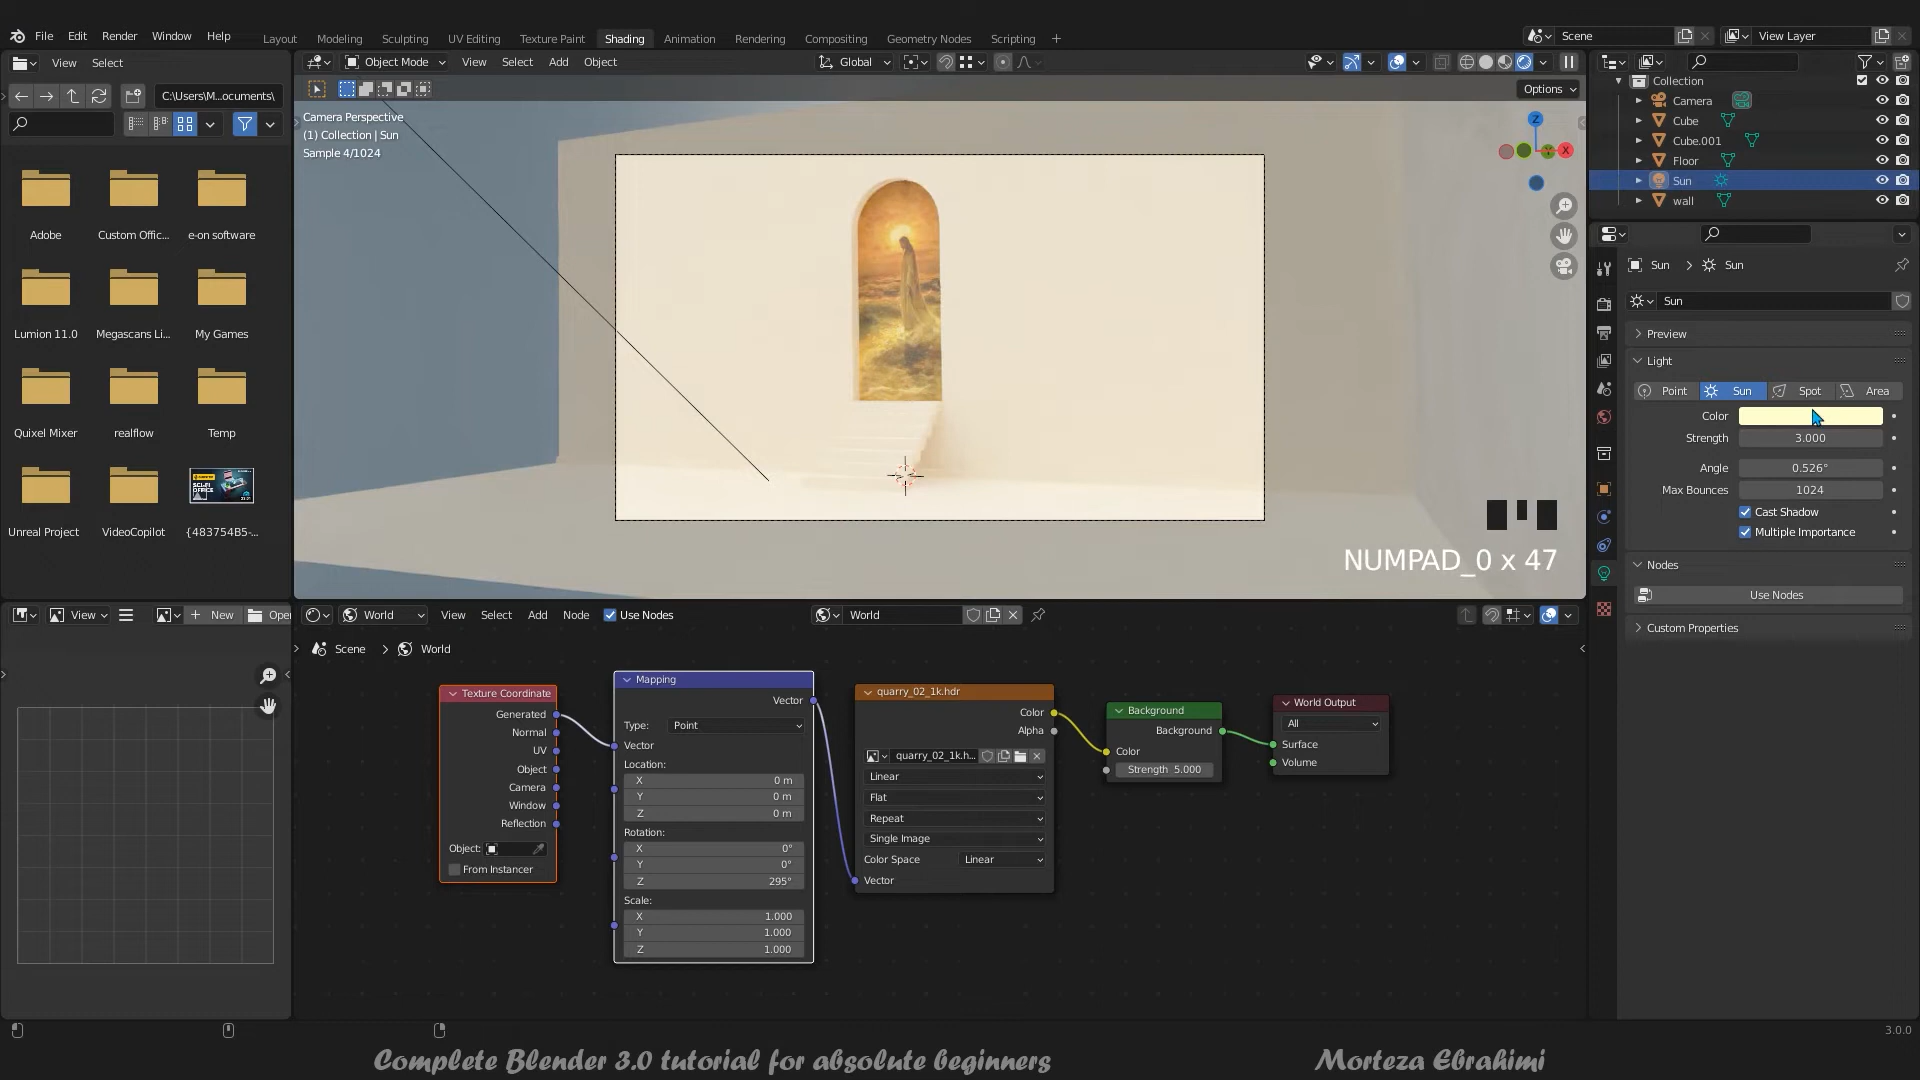 File Edit Render Window Help
Layout Modeling Sculpting UV Editing Texture Paint Shading Animation Rendering Compositing Geometry Nodes Scripting +
Scene
View Layer
View Select
Object Mode View Select Add Object
Global
C:\Users\M...ocuments\
Options
Camera Perspective
(1) Collection | Sun
Sample 4/1024
Z
X
Adobe
Custom Offic...
e-on software
Lumion 11.0
Megascans Li...
My Games
Quixel Mixer
realflow
Temp
Unreal Project
VideoCopilot
{483754B5-...
NUMPAD_0 x 47
Collection
Camera
Cube
Cube.001
Floor
Sun
wall
Sun > Sun
Sun
Preview
Light
Point Sun Spot Area
Color
Strength 3.000
Angle 0.526°
Max Bounces 1024
Cast Shadow
Multiple Importance
Nodes
Use Nodes
Custom Properties
View
New
Oper
World
View Select Add Node
Use Nodes
World
Scene > World
Texture Coordinate
Generated
Normal
UV
Object
Camera
Window
Reflection
Object:
From Instancer
Mapping
Vector
Type: Point
Vector
Location:
X 0 m
Y 0 m
Z 0 m
Rotation:
X 0°
Y 0°
Z 295°
Scale:
X 1.000
Y 1.000
Z 1.000
quarry_02_1k.hdr
Color
Alpha
quarry_02_1k.h...
Linear
Flat
Repeat
Single Image
Color Space Linear
Vector
Background
Background
Color
Strength 5.000
World Output
All
Surface
Volume
3.0.0
Complete Blender 3.0 tutorial for absolute beginners
Morteza Ebrahimi